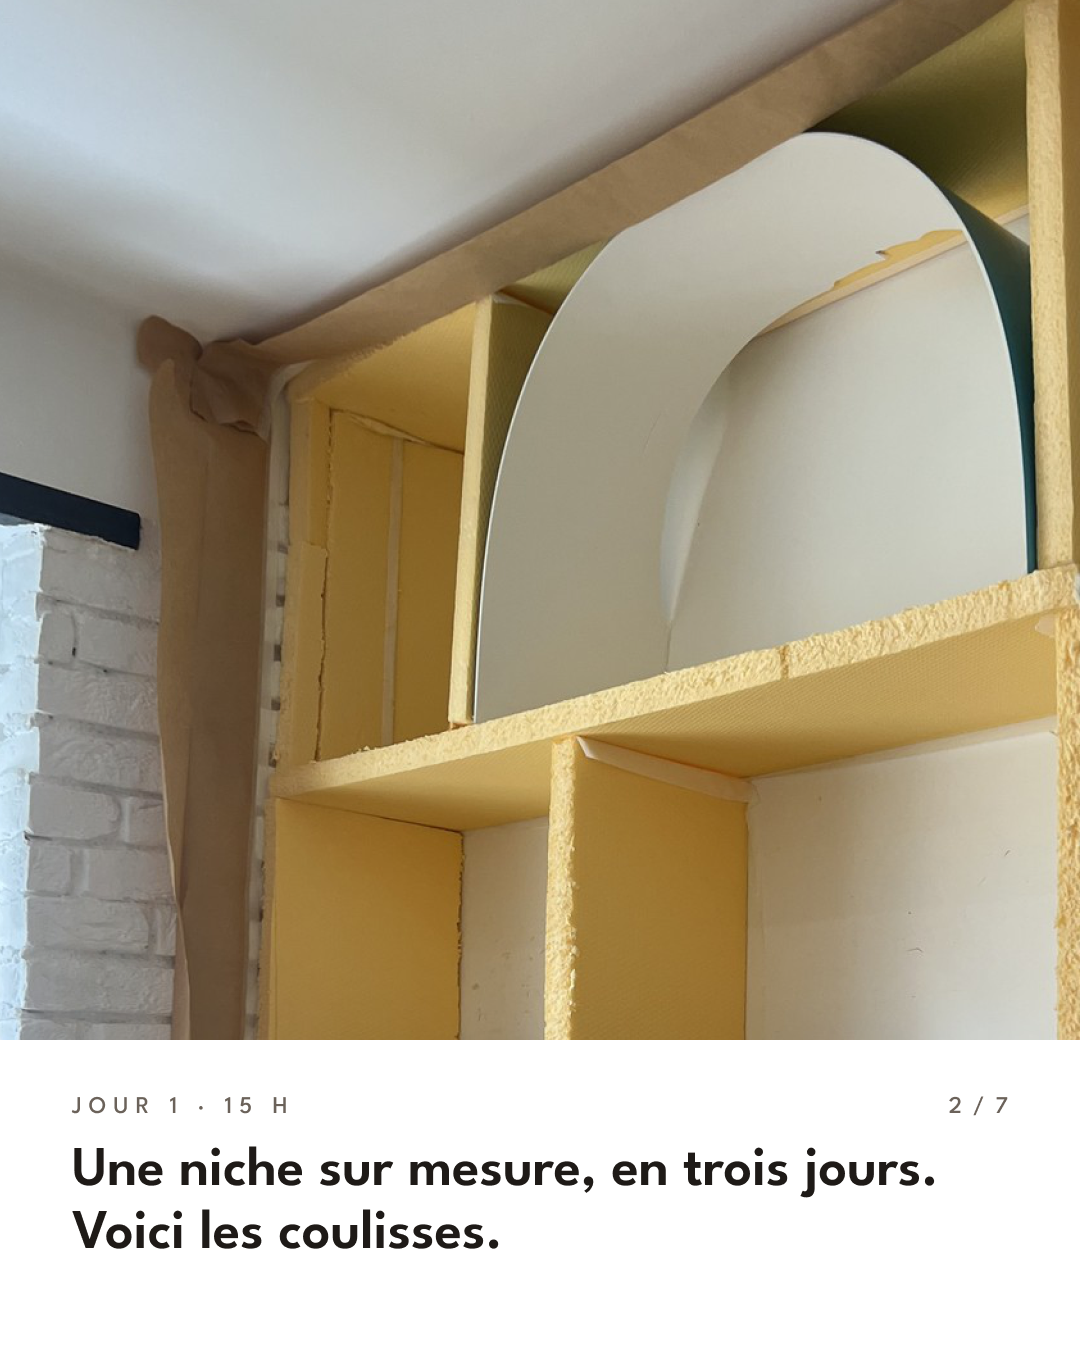 JOUR 1 · 15 H 2 / 7
Une niche sur mesure, en trois jours.
Voici les coulisses.